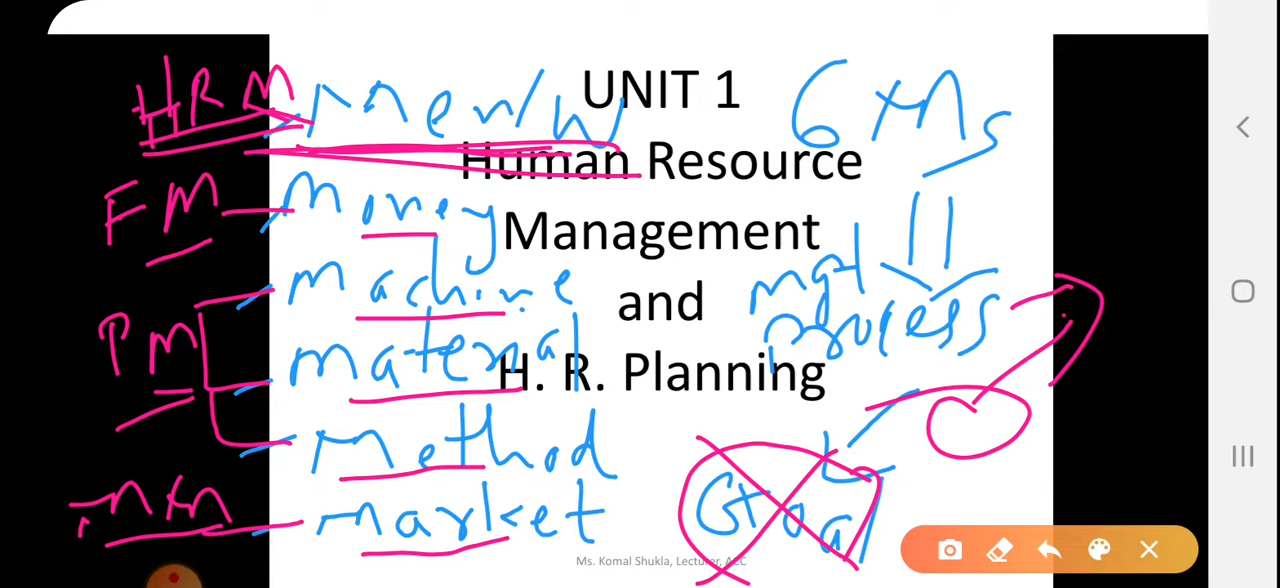 UNIT 1
Human Resource
Management
and
H. R. Planning
Ms. Komal Shukla, Lecturer, ACC
HRM Men/W
FM Money
PM Machine
material
Method
market
6 Ms
mgt
process
Goal